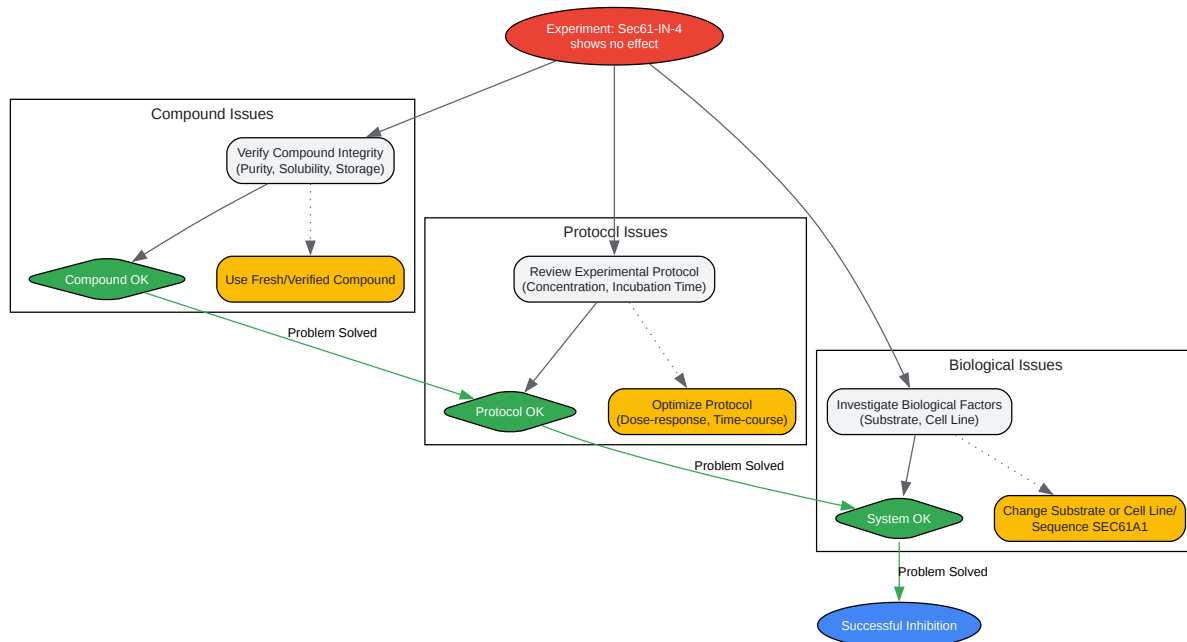 Experiment: Sec61-IN-4
shows no effect
Compound Issues
Verify Compound Integrity
(Purity, Solubility, Storage)
Compound OK
Use Fresh/Verified Compound
Problem Solved
Protocol Issues
Review Experimental Protocol
(Concentration, Incubation Time)
Protocol OK
Optimize Protocol
(Dose-response, Time-course)
Problem Solved
Biological Issues
Investigate Biological Factors
(Substrate, Cell Line)
System OK
Change Substrate or Cell Line/
Sequence SEC61A1
Problem Solved
Successful Inhibition